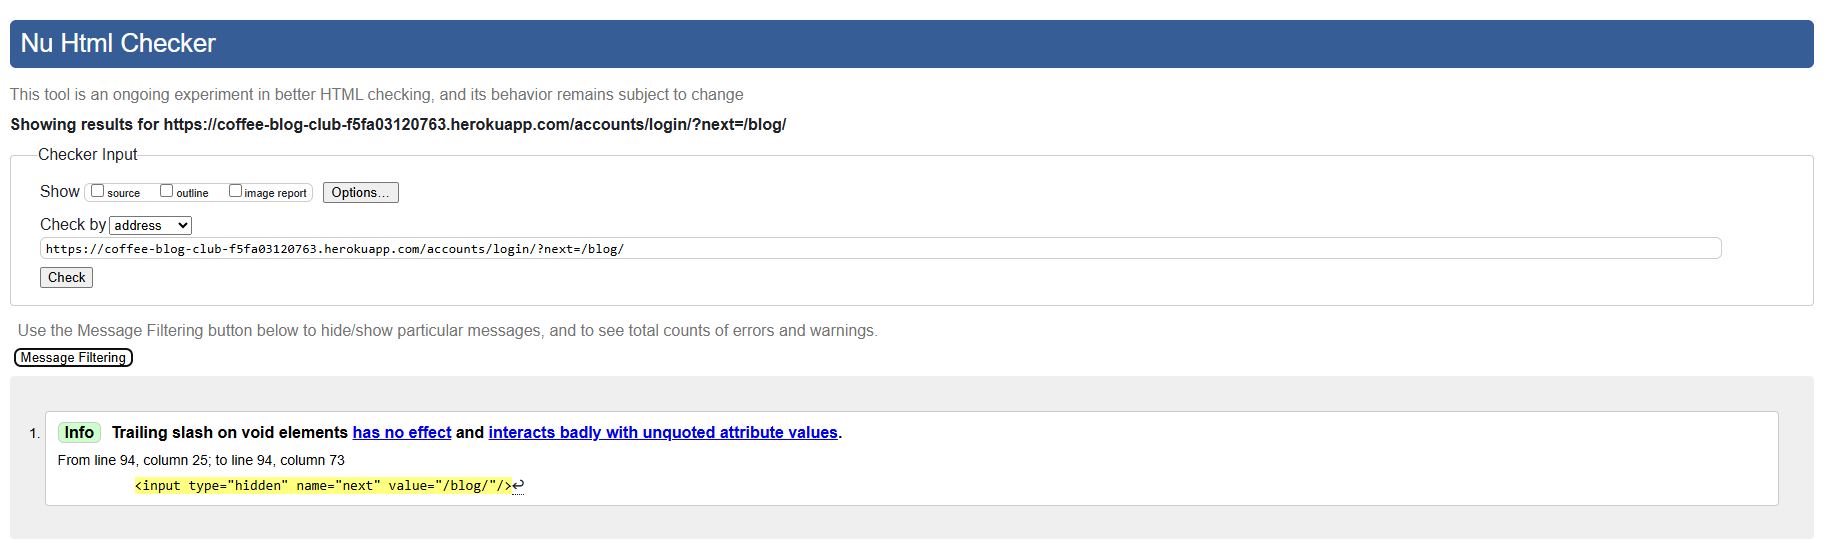 Nu Html Checker
This tool is an ongoing experiment in better HTML checking, and its behavior remains subject to change
Showing results for https://coffee-blog-club-f5fa03120763.herokuapp.com/accounts/login/?next=/blog/
Checker Input
Show source outline image report Options...
Check by address
https://coffee-blog-club-f5fa03120763.herokuapp.com/accounts/login/?next=/blog/
Check
Use the Message Filtering button below to hide/show particular messages, and to see total counts of errors and warnings.
Message Filtering
1. Info Trailing slash on void elements has no effect and interacts badly with unquoted attribute values.
From line 94, column 25; to line 94, column 73
<input type="hidden" name="next" value="/blog/"/>↩